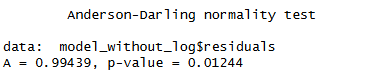 Anderson-Darling normality test
data:  model_without_log$residuals
A = 0.99439, p-value = 0.01244